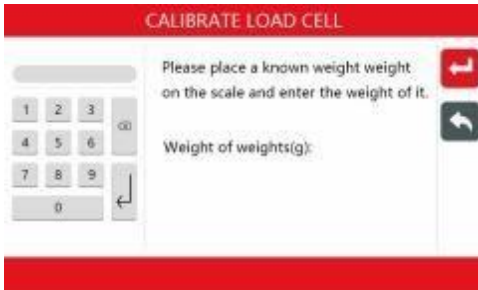 CALIBRATE LOAD CELL
Please place a known weight weight
on the scale and enter the weight of it.
1 2 3
4 5 6
Weight of weights(g):
7 8 9
0